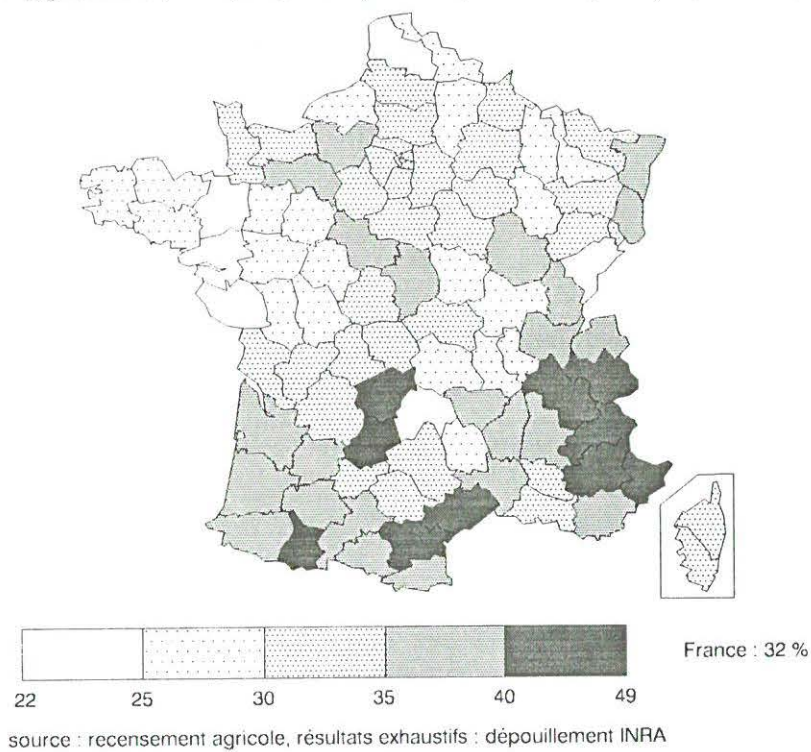 France : 32 %
22 25 30 35 40 49
source : recensement agricole, résultats exhaustifs : dépouillement INRA